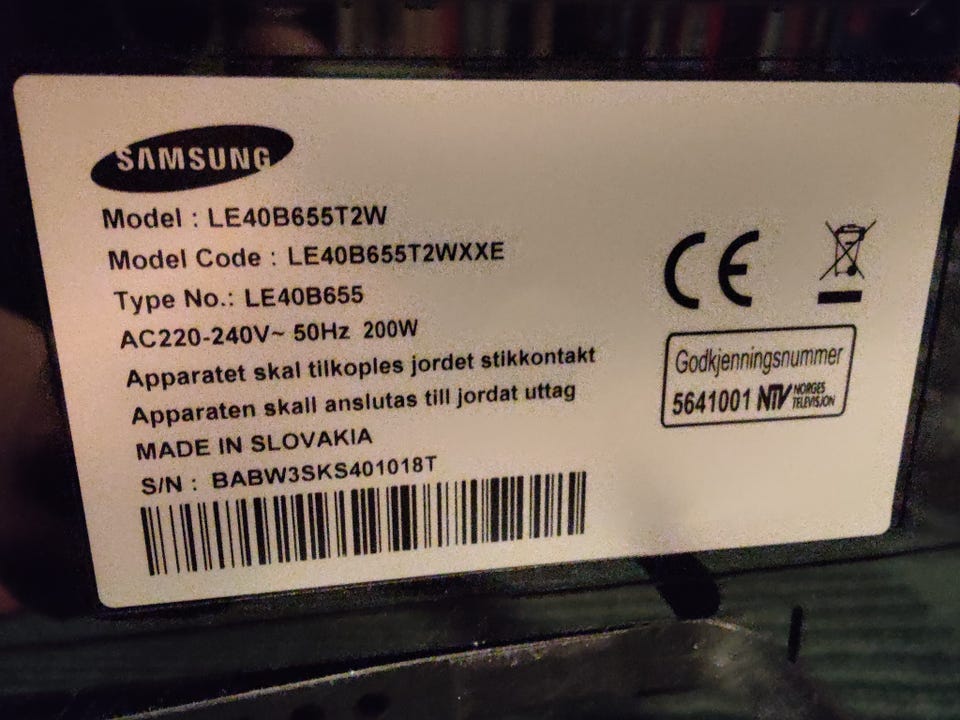 SAMSUNG
Model : LE40B655T2W
Model Code : LE40B655T2WXXE
Type No.: LE40B655
AC220-240V~ 50Hz 200W
Apparatet skal tilkoples jordet stikkontakt
Apparaten skall anslutas till jordat uttag
MADE IN SLOVAKIA
S/N : BABW3SKS401018T
CE
Godkjenningsnummer
5641001 NTV NORGES TELEVISJON